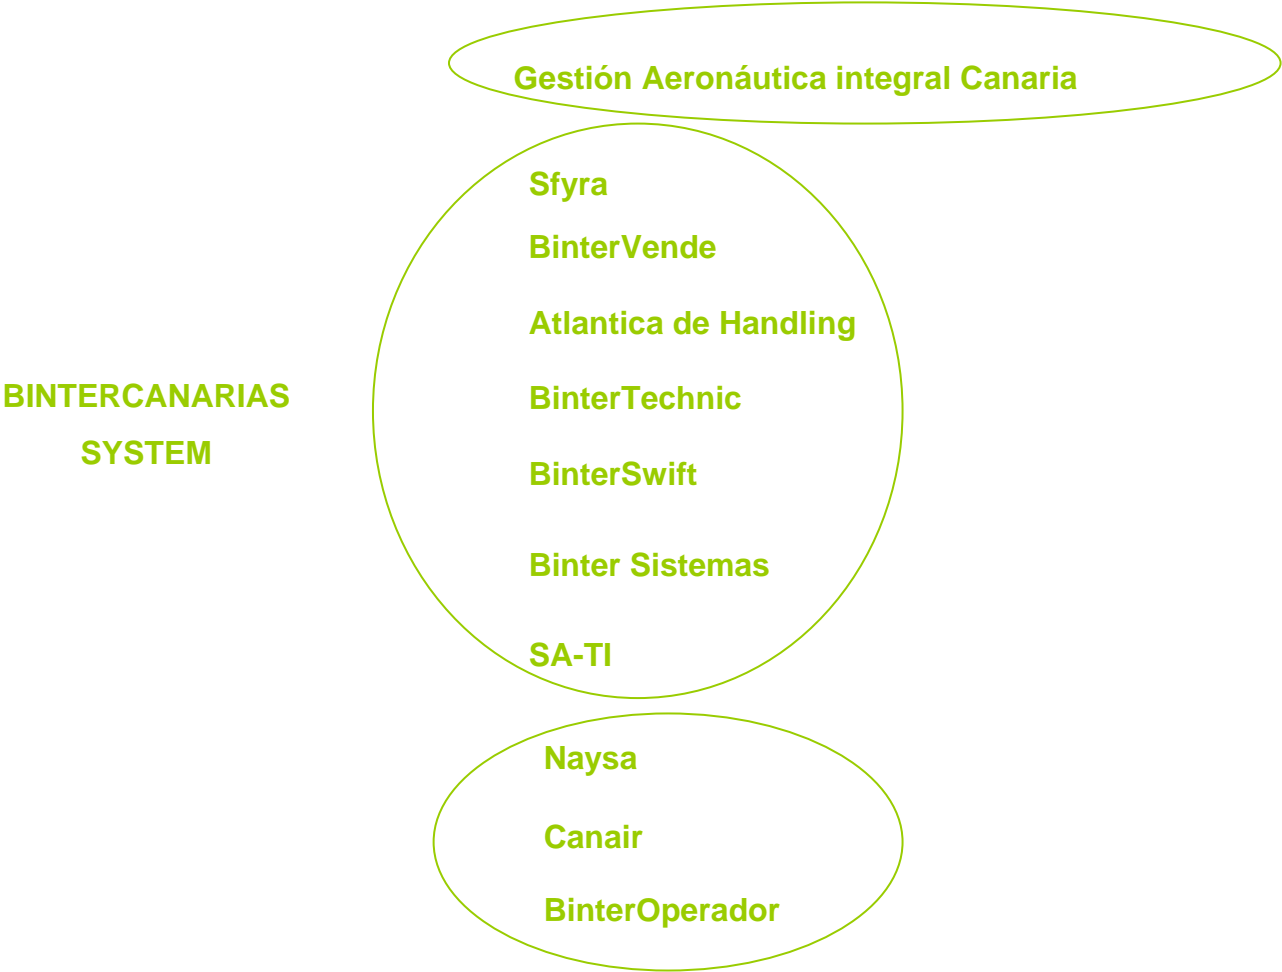 Gestión Aeronáutica integral Canaria
Sfyra
BinterVende
Atlantica de Handling
BINTERCANARIAS
SYSTEM
BinterTechnic
BinterSwift
Binter Sistemas
SA-TI
Naysa
Canair
BinterOperador